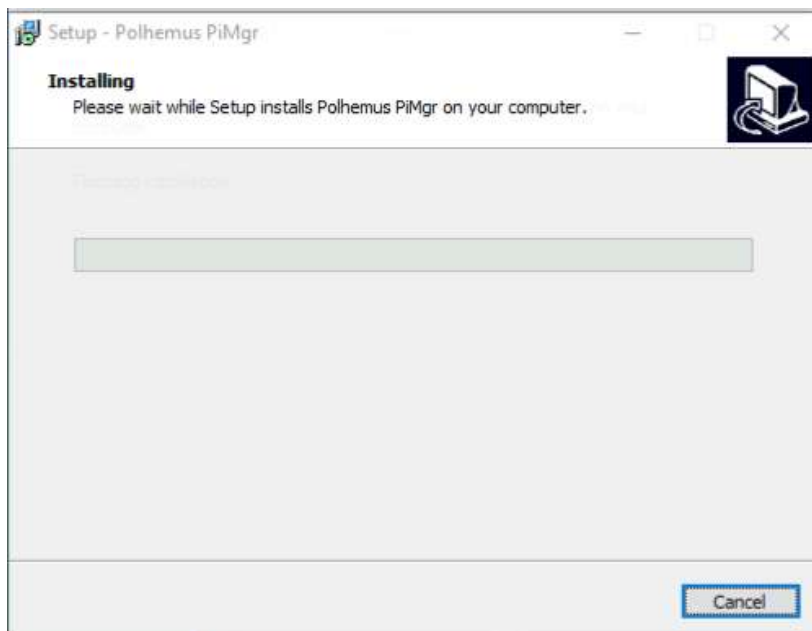 Setup - Polhemus PiMgr
Installing
Please wait while Setup installs Polhemus PiMgr on your computer.
Cancel